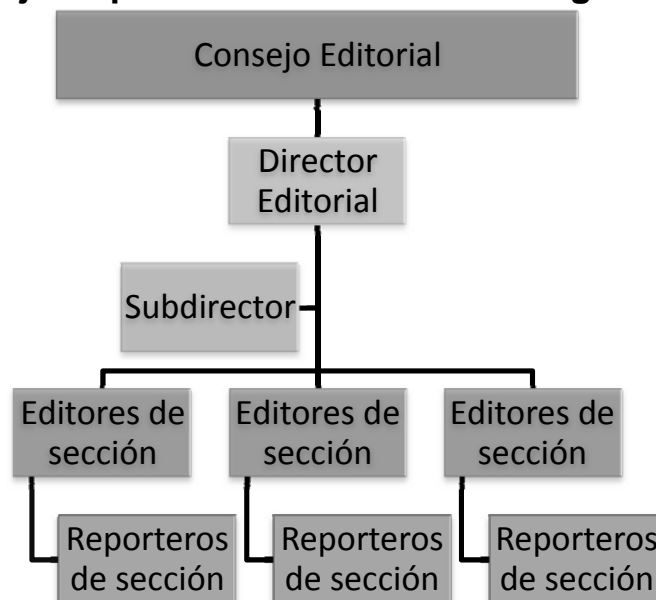 Consejo Editorial
Director
Editorial
Subdirector
Editores de
sección
Editores de
sección
Editores de
sección
Reporteros
de sección
Reporteros
de sección
Reporteros
de sección